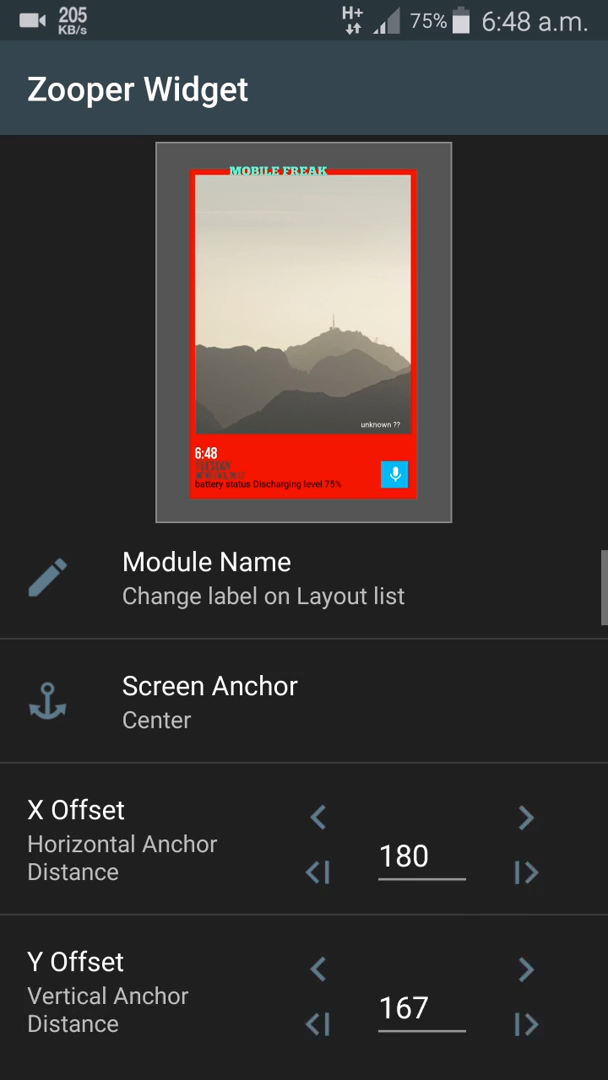 205
KB/s
H+
75%
6:48 a.m.
Zooper Widget
MOBILE FREAK
unknown ??
6:48
TUESDAY
battery status Discharging level 75%
Module Name
Change label on Layout list
Screen Anchor
Center
X Offset
Horizontal Anchor
Distance
180
Y Offset
Vertical Anchor
Distance
167